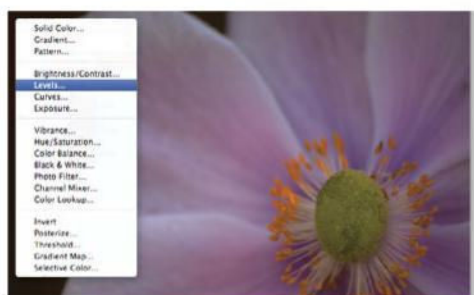 Solid Color...
Gradient...
Pattern...
Brightness/Contrast...
Levels...
Curves...
Exposure...
Vibrance...
Hue/Saturation...
Color Balance...
Black & White...
Photo Filter...
Channel Mixer...
Color Lookup...
Invert
Posterize...
Threshold...
Gradient Map...
Selective Color...